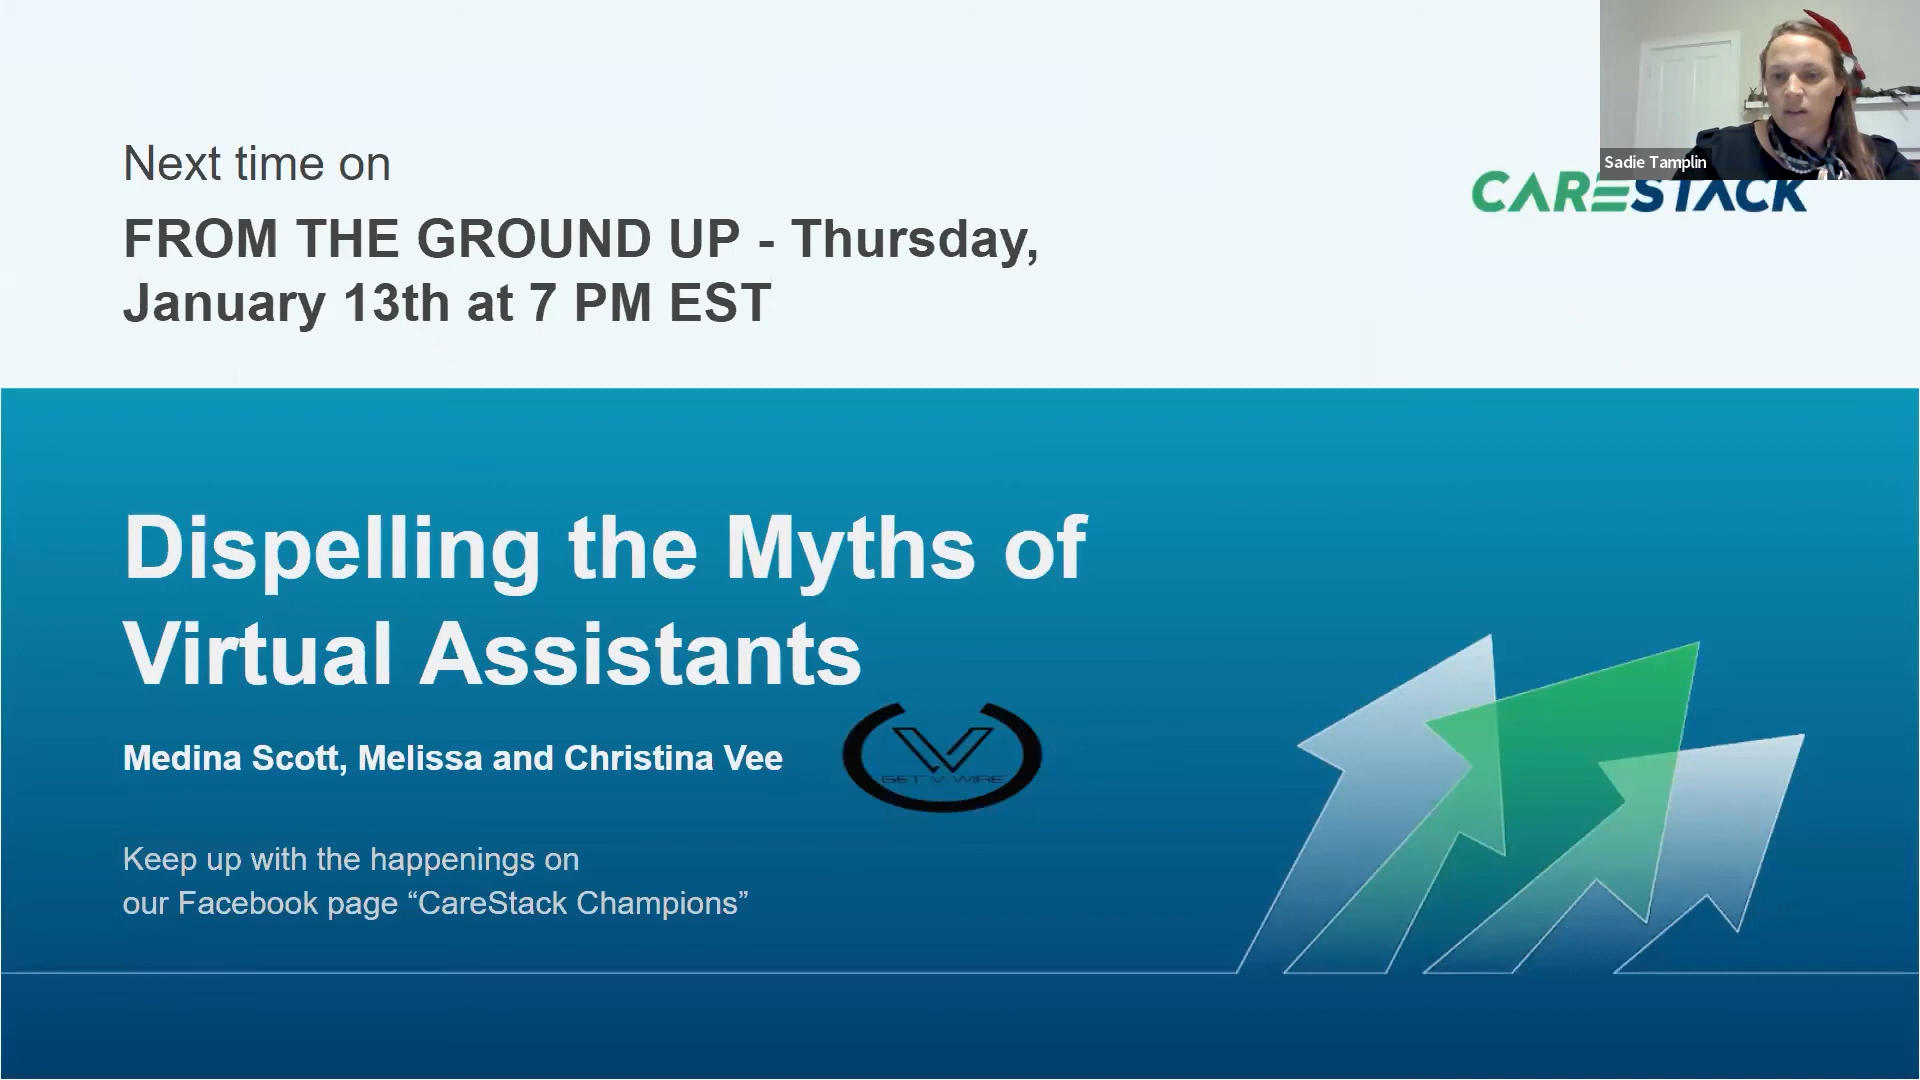 Next time on
FROM THE GROUND UP - Thursday,
January 13th at 7 PM EST
Sadie Tamplin
CARESTACK
Dispelling the Myths of
Virtual Assistants
Medina Scott, Melissa and Christina Vee
GET V WIRE
Keep up with the happenings on
our Facebook page “CareStack Champions”